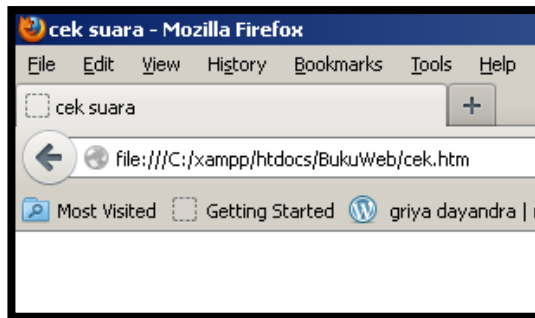 cek suara - Mozilla Firefox
File Edit View History Bookmarks Tools Help
cek suara +
file:///C:/xampp/htdocs/BukuWeb/cek.htm
Most Visited Getting Started griya dayandra |